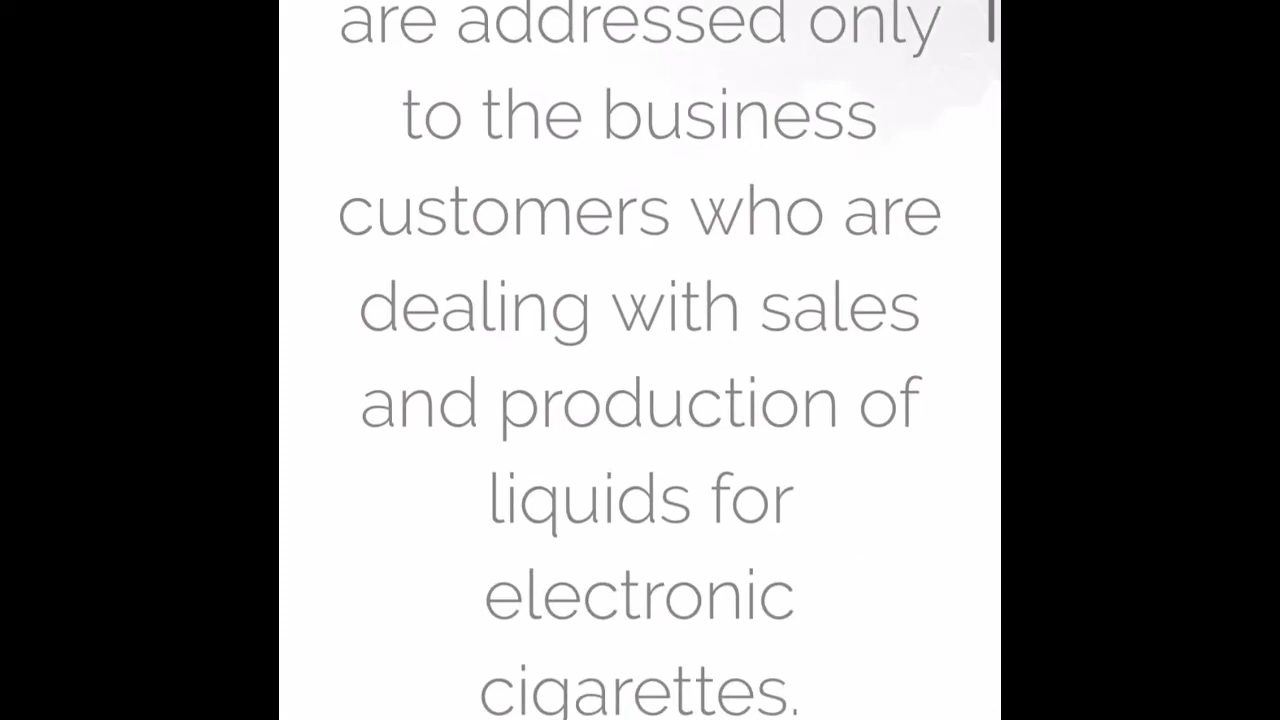 are addressed only
to the business
customers who are
dealing with sales
and production of
liquids for
electronic
cigarettes.